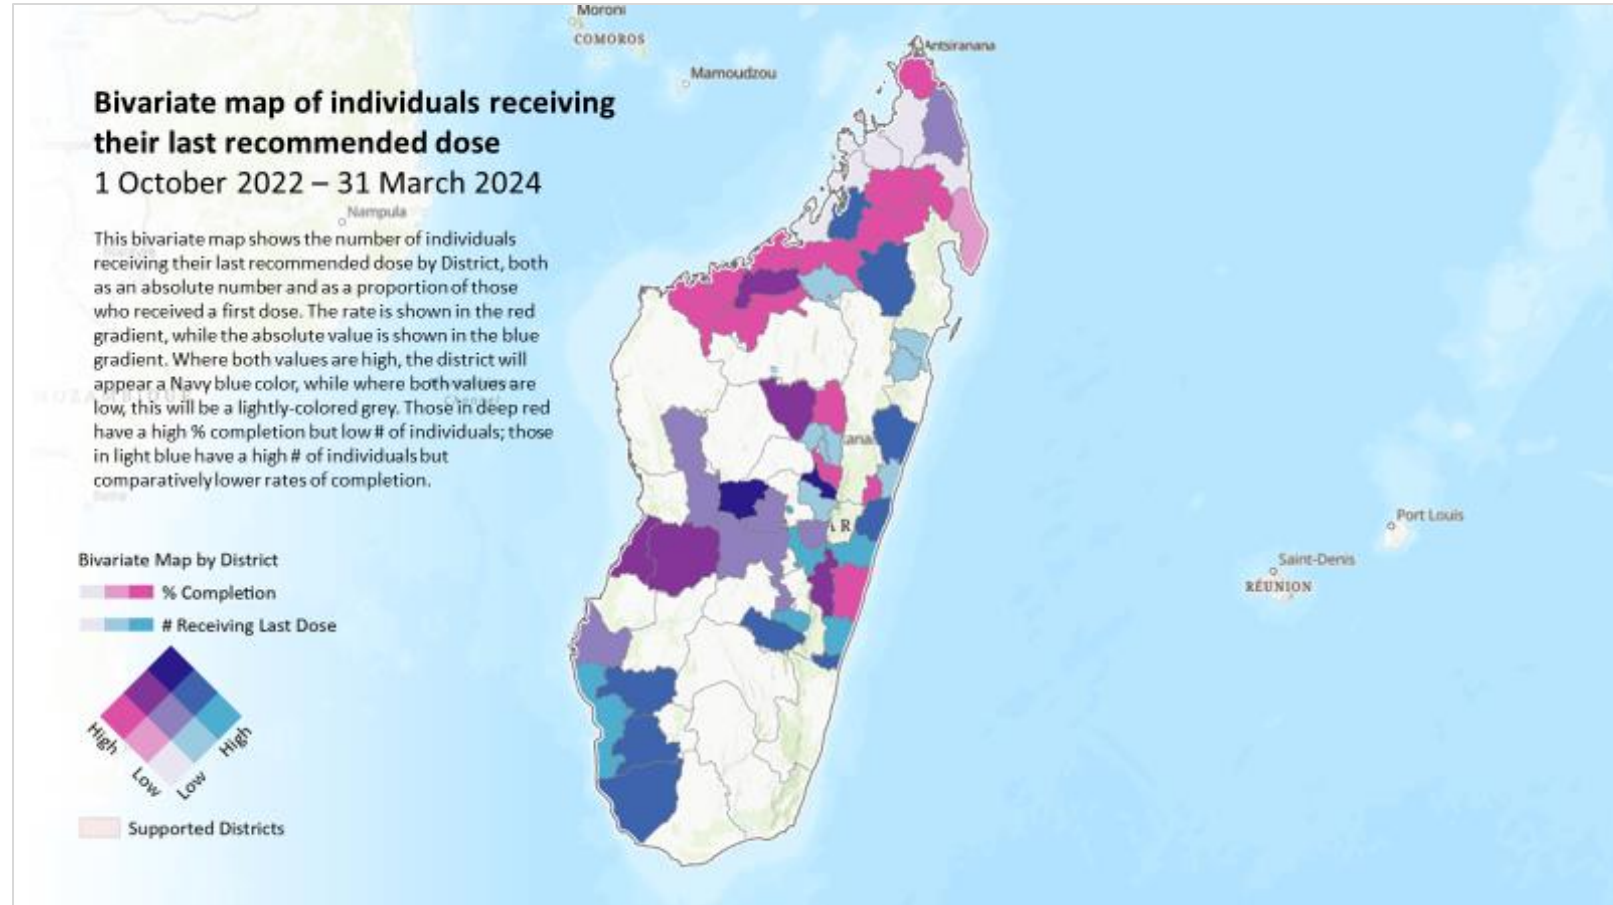 Moroni
COMOROS
Antsiranana
Mamoudzou
Bivariate map of individuals receiving
their last recommended dose
1 October 2022 – 31 March 2024
Nampula
This bivariate map shows the number of individuals
receiving their last recommended dose by District, both
as an absolute number and as a proportion of those
who received a first dose. The rate is shown in the red
gradient, while the absolute value is shown in the blue
gradient. Where both values are high, the district will
appear a Navy blue color, while where both values are
low, this will be a lightly-colored grey. Those in deep red
have a high % completion but low # of individuals; those
in light blue have a high # of individuals but
comparatively lower rates of completion.
Channel
ana
AR
Port Louis
Saint-Denis
RÉUNION
Bivariate Map by District
% Completion
# Receiving Last Dose
High
High
Low
Low
Supported Districts